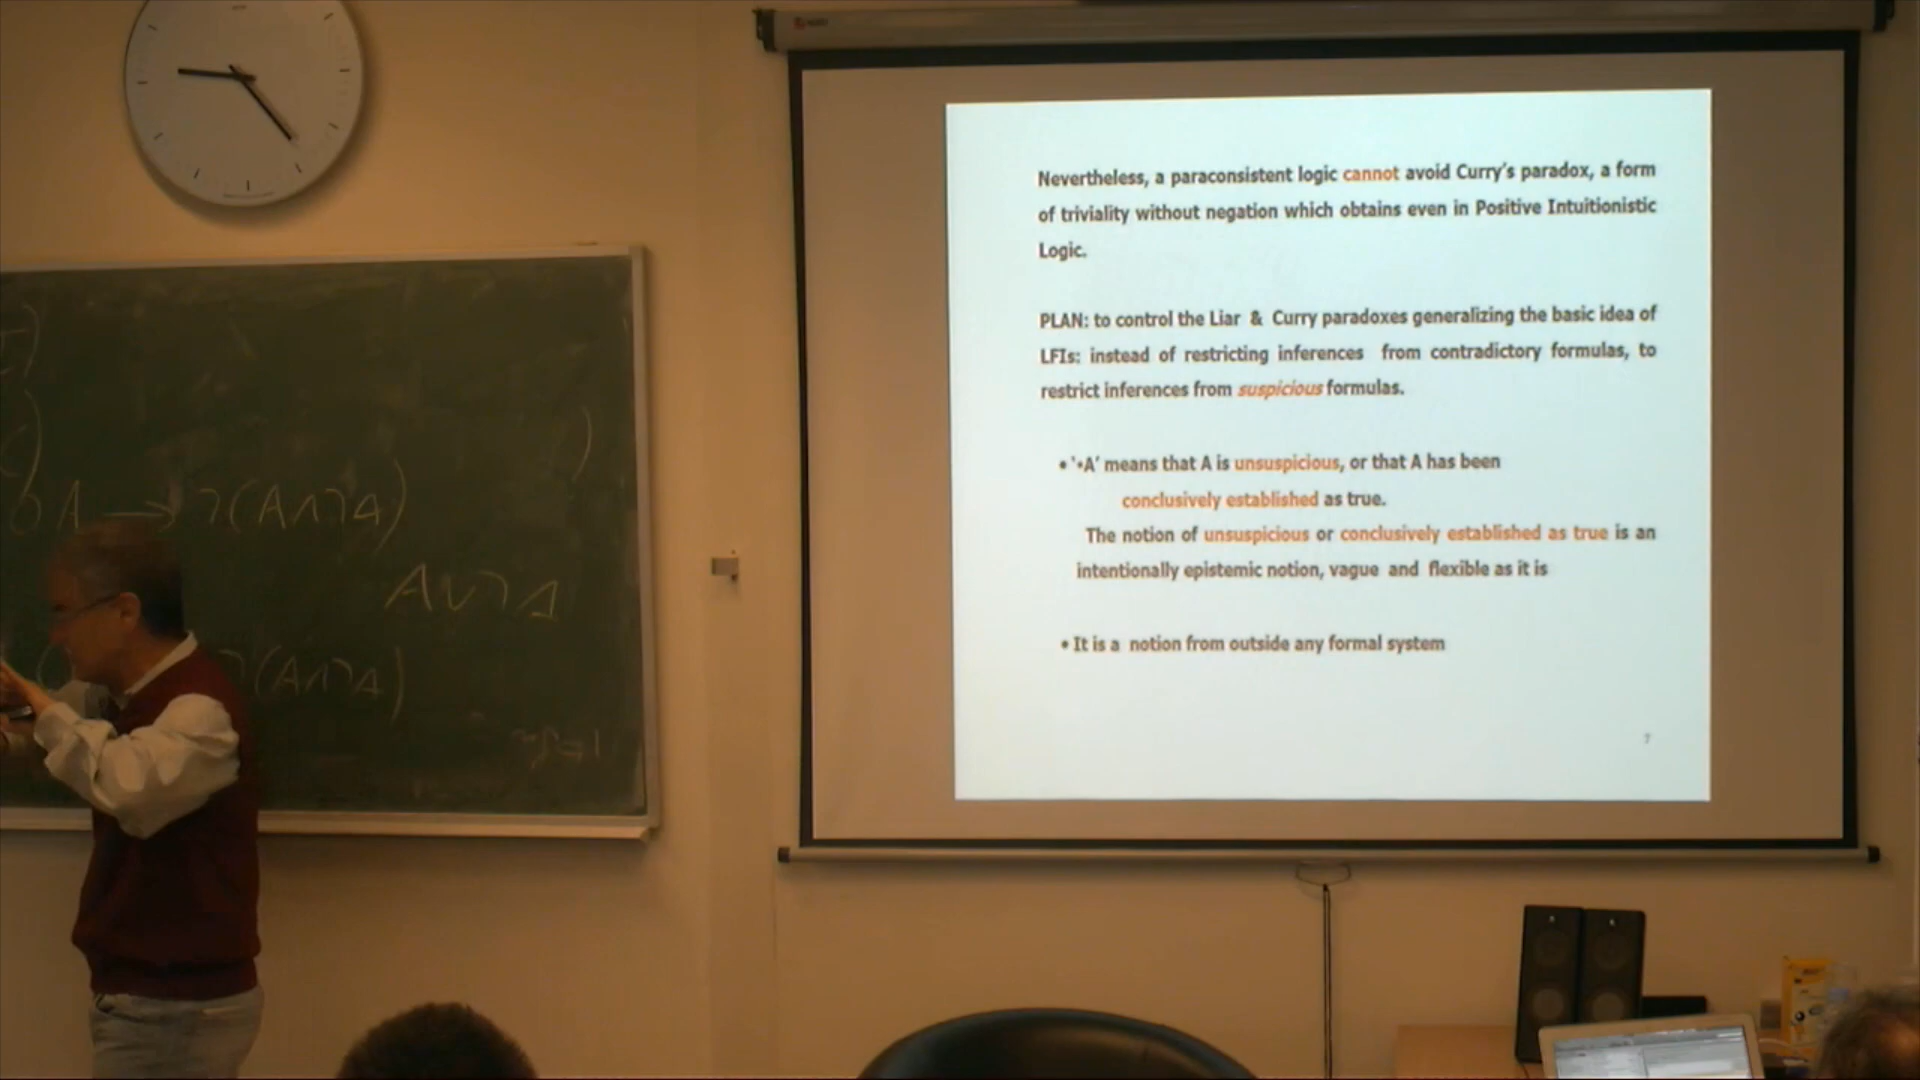 Nevertheless, a paraconsistent logic cannot avoid Curry's paradox, a form
of triviality without negation which obtains even in Positive Intuitionistic
Logic.
PLAN: to control the Liar & Curry paradoxes generalizing the basic idea of
LFIs: instead of restricting inferences from contradictory formulas, to
restrict inferences from suspicious formulas.
• '•A' means that A is unsuspicious, or that A has been
conclusively established as true.
The notion of unsuspicious or conclusively established as true is an
intentionally epistemic notion, vague and flexible as it is
• It is a notion from outside any formal system
7
∘A → ¬(A∧¬A)
A∨¬A
¬(A∧¬A)